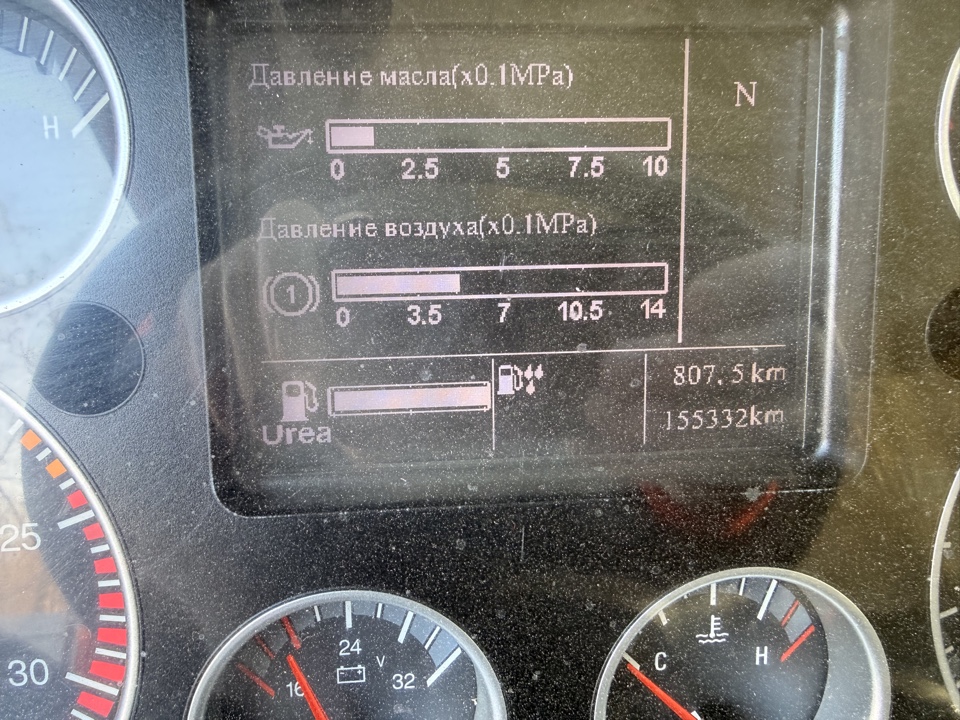 H
Давление масла(x0.1MPa)
N
0 2.5 5 7.5 10
Давление воздуха(x0.1MPa)
1
0 3.5 7 10.5 14
807.5 km
155332km
Urea
25
30
24
V
16 32
C H